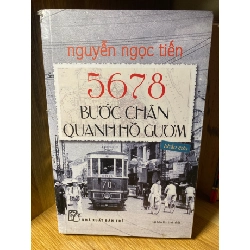 nguyễn ngọc tiến
5678
BƯỚC CHÂN
QUANH HỒ GƯƠM
70